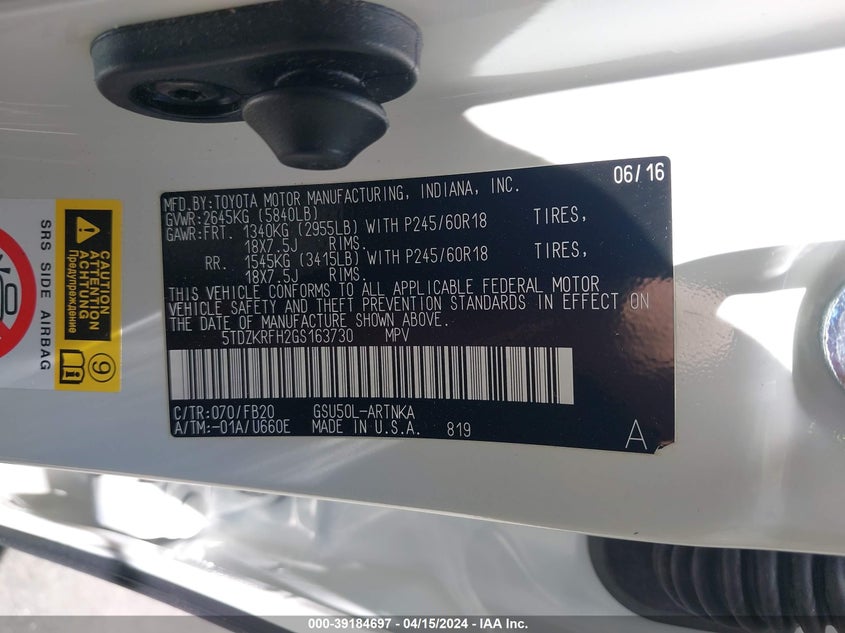 06/16
MFD.BY:TOYOTA MOTOR MANUFACTURING, INDIANA, INC.
GVWR:2645KG (5840LB)
GAWR:FRT. 1340KG (2955LB) WITH P245/60R18 TIRES,
18X7.5J RIMS.
RR. 1545KG (3415LB) WITH P245/60R18 TIRES,
18X7.5J RIMS.
THIS VEHICLE CONFORMS TO ALL APPLICABLE FEDERAL MOTOR
VEHICLE SAFETY AND THEFT PREVENTION STANDARDS IN EFFECT ON
THE DATE OF MANUFACTURE SHOWN ABOVE.
5TDZKRFH2GS163730 MPV
C/TR:070/FB20 GSU50L-ARTNKA
A/TM:-01A/U660E MADE IN U.S.A. 819
A
SRS SIDE AIRBAG
CAUTION
ATTENTION
ACHTUNG
Предупреждение
9
000-39184697 - 04/15/2024 - IAA Inc.